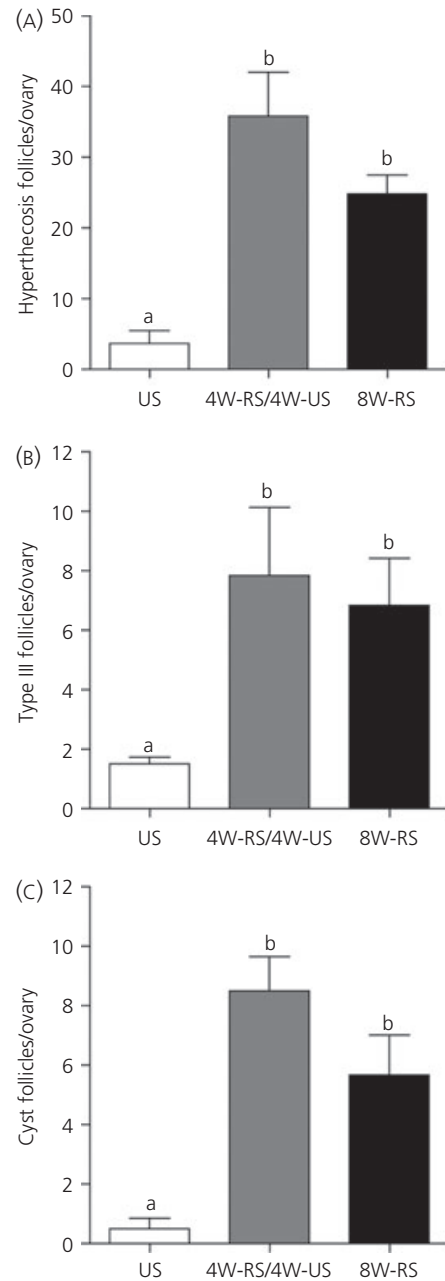 (A)
Hyperthecosis follicles/ovary
50
40
30
20
10
0
a
b
b
US 4W-RS/4W-US 8W-RS
(B)
Type III follicles/ovary
12
10
8
6
4
2
0
a
b
b
US 4W-RS/4W-US 8W-RS
(C)
Cyst follicles/ovary
12
10
8
6
4
2
0
a
b
b
US 4W-RS/4W-US 8W-RS